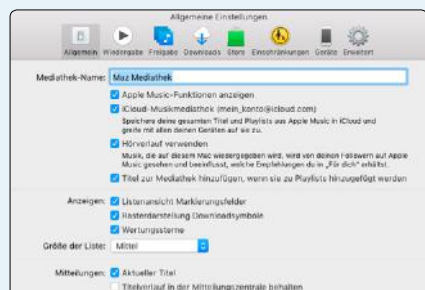 Allgemeine Einstellungen
Allgemein Wiedergabe Freigabe Downloads Store Einschränkungen Geräte Erweitert
Mediathek-Name: Maz Mediathek
Apple Music-Funktionen anzeigen
iCloud-Musikmediathek (mein_konto@icloud.com)
Speichere deine gesamten Titel und Playlists aus Apple Music in iCloud und
greife mit allen deinen Geräten auf sie zu.
Hörverlauf verwenden
Musik, die auf diesem Mac wiedergegeben wird, wird von deinen Followern auf Apple
Music gesehen und beeinflusst, welche Empfehlungen du in „Für dich“ erhältst.
Titel zur Mediathek hinzufügen, wenn sie zu Playlists hinzugefügt werden
Anzeigen: Listenansicht Markierungsfelder
Rasterdarstellung Downloadsymbole
Wertungssterne
Größe der Liste: Mittel
Mitteilungen: Aktueller Titel
Titelverlauf in der Mitteilungszentrale behalten